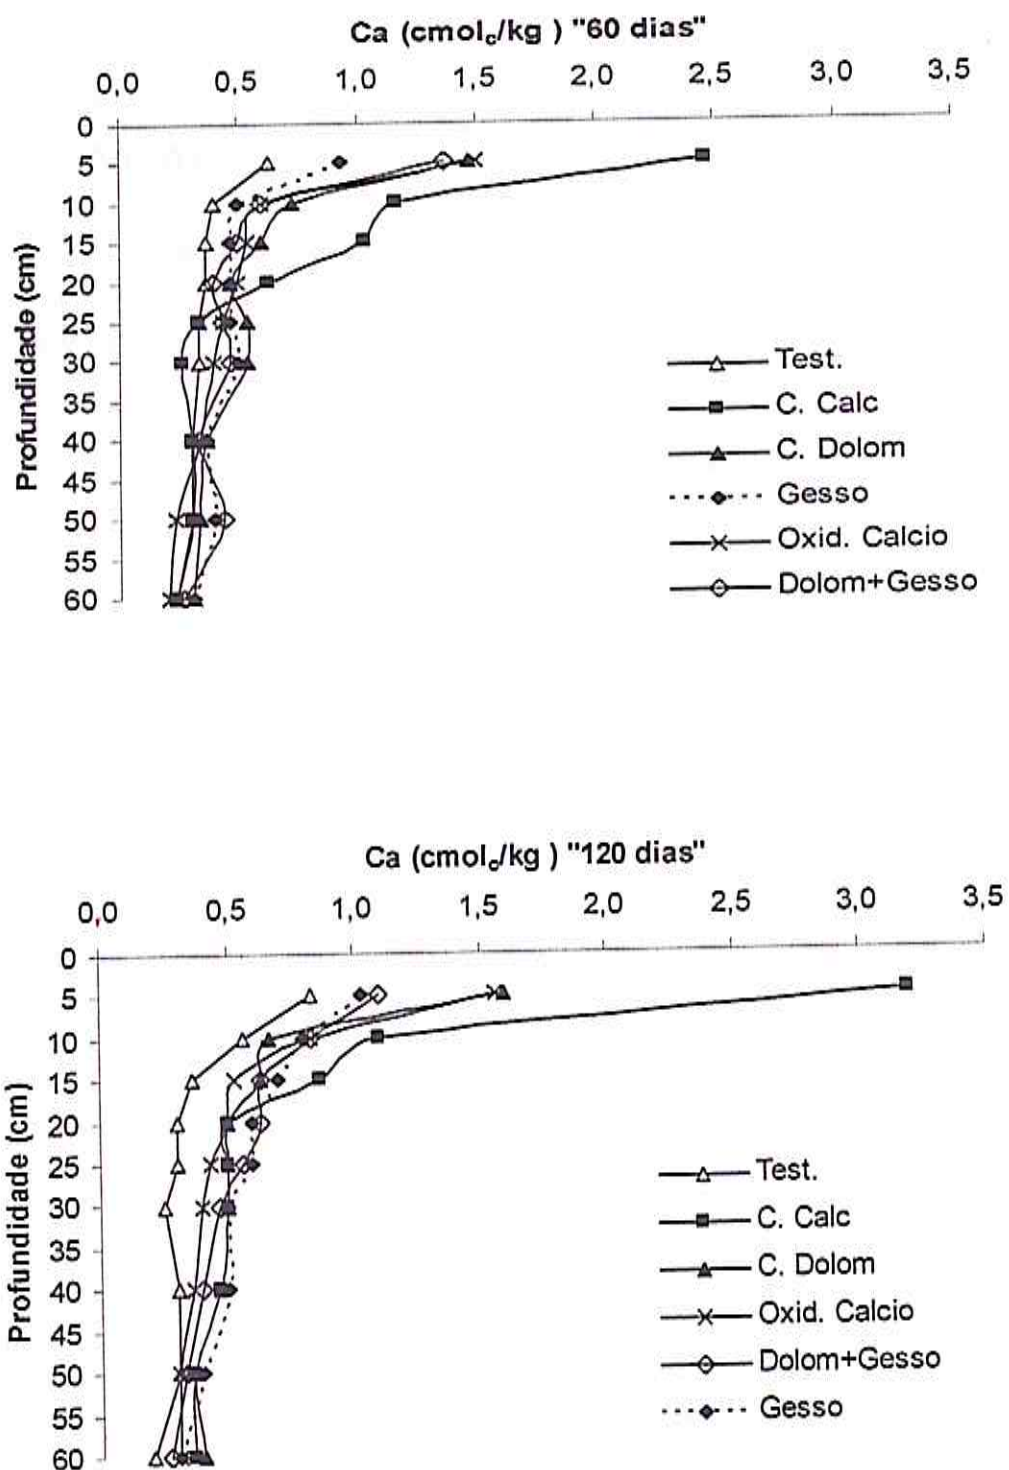 Ca (cmolc/kg ) "60 dias"
0,0 0,5 1,0 1,5 2,0 2,5 3,0 3,5
Profundidade (cm)
0
5
10
15
20
25
30
35
40
45
50
55
60
Test.
C. Calc
C. Dolom
Gesso
Oxid. Calcio
Dolom+Gesso
Ca (cmolc/kg ) "120 dias"
0,0 0,5 1,0 1,5 2,0 2,5 3,0 3,5
Profundidade (cm)
0
5
10
15
20
25
30
35
40
45
50
55
60
Test.
C. Calc
C. Dolom
Oxid. Calcio
Dolom+Gesso
Gesso